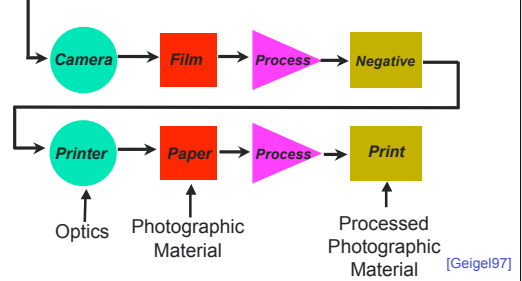 Camera Film Process Negative
Printer Paper Process Print
Optics Photographic Material Processed Photographic Material
[Geigel97]